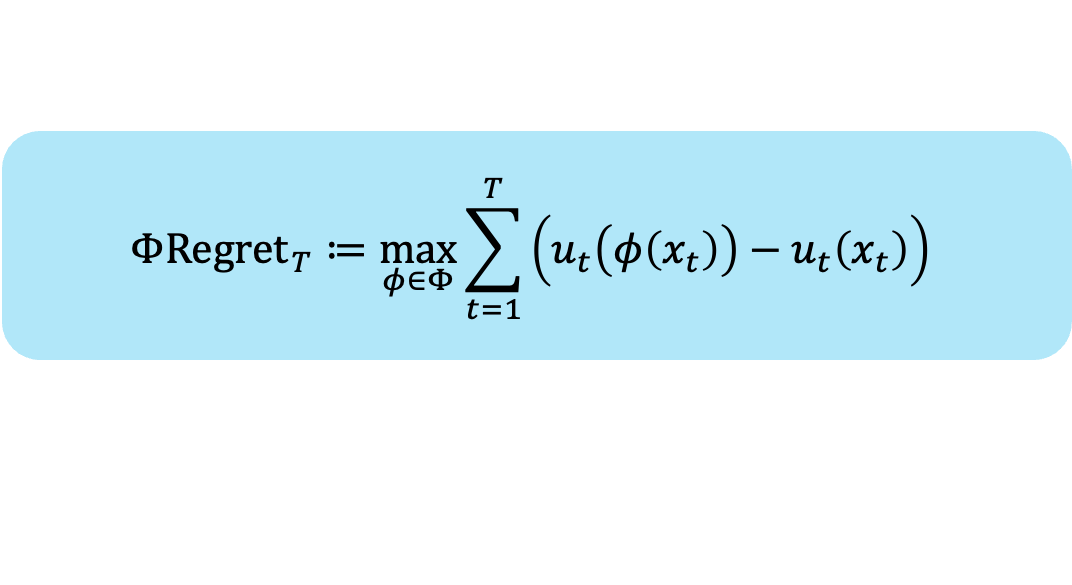 ΦRegret_T ≔ max_{ϕ∈Φ} ∑_{t=1}^{T} (u_t(ϕ(x_t)) − u_t(x_t))